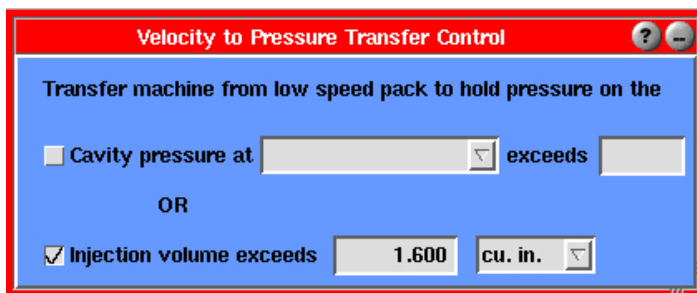 Velocity to Pressure Transfer Control ? –
Transfer machine from low speed pack to hold pressure on the
Cavity pressure at exceeds
OR
Injection volume exceeds 1.600 cu. in.